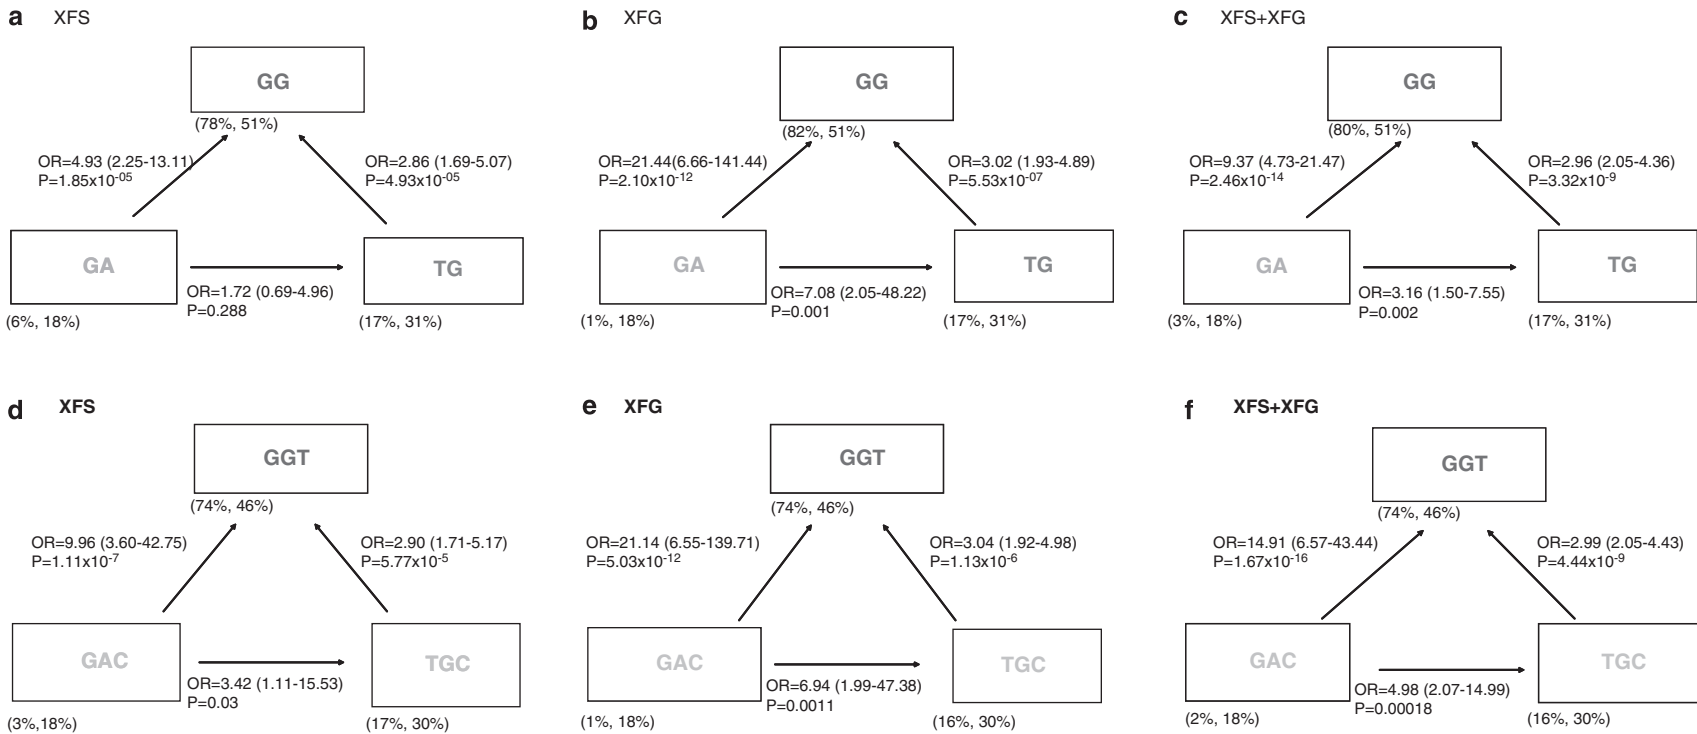 a XFS
GG
(78%, 51%)
OR=4.93 (2.25-13.11)
P=1.85x10-05
OR=2.86 (1.69-5.07)
P=4.93x10-05
GA
TG
OR=1.72 (0.69-4.96)
P=0.288
(6%, 18%)
(17%, 31%)
b XFG
GG
(82%, 51%)
OR=21.44(6.66-141.44)
P=2.10x10-12
OR=3.02 (1.93-4.89)
P=5.53x10-07
GA
TG
OR=7.08 (2.05-48.22)
P=0.001
(1%, 18%)
(17%, 31%)
c XFS+XFG
GG
(80%, 51%)
OR=9.37 (4.73-21.47)
P=2.46x10-14
OR=2.96 (2.05-4.36)
P=3.32x10-9
GA
TG
OR=3.16 (1.50-7.55)
P=0.002
(3%, 18%)
(17%, 31%)
d XFS
GGT
(74%, 46%)
OR=9.96 (3.60-42.75)
P=1.11x10-7
OR=2.90 (1.71-5.17)
P=5.77x10-5
GAC
TGC
OR=3.42 (1.11-15.53)
P=0.03
(3%,18%)
(17%, 30%)
e XFG
GGT
(74%, 46%)
OR=21.14 (6.55-139.71)
P=5.03x10-12
OR=3.04 (1.92-4.98)
P=1.13x10-6
GAC
TGC
OR=6.94 (1.99-47.38)
P=0.0011
(1%, 18%)
(16%, 30%)
f XFS+XFG
GGT
(74%, 46%)
OR=14.91 (6.57-43.44)
P=1.67x10-16
OR=2.99 (2.05-4.43)
P=4.44x10-9
GAC
TGC
OR=4.98 (2.07-14.99)
P=0.00018
(2%, 18%)
(16%, 30%)